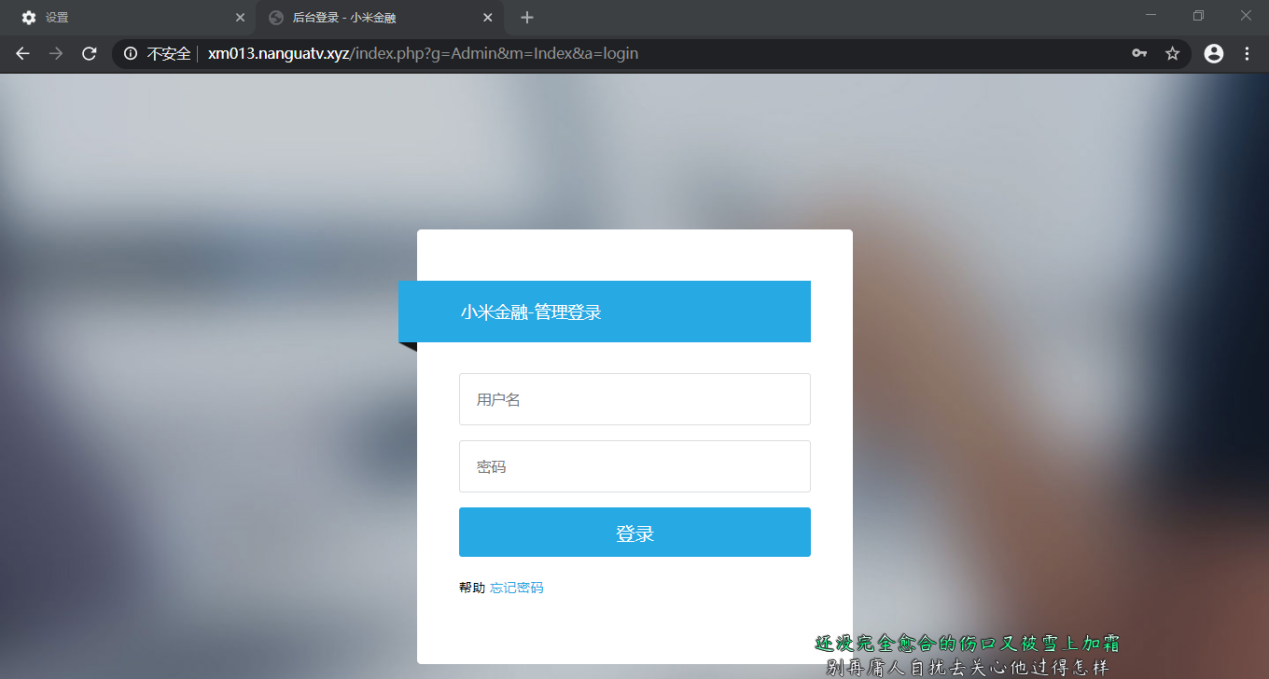 设置
后台登录 - 小米金融
不安全 | xm013.nanguatv.xyz/index.php?g=Admin&m=Index&a=login
小米金融-管理登录
用户名
密码
登录
帮助 忘记密码
还没完全愈合的伤口又被雪上加霜
别再庸人自扰去关心他过得怎样